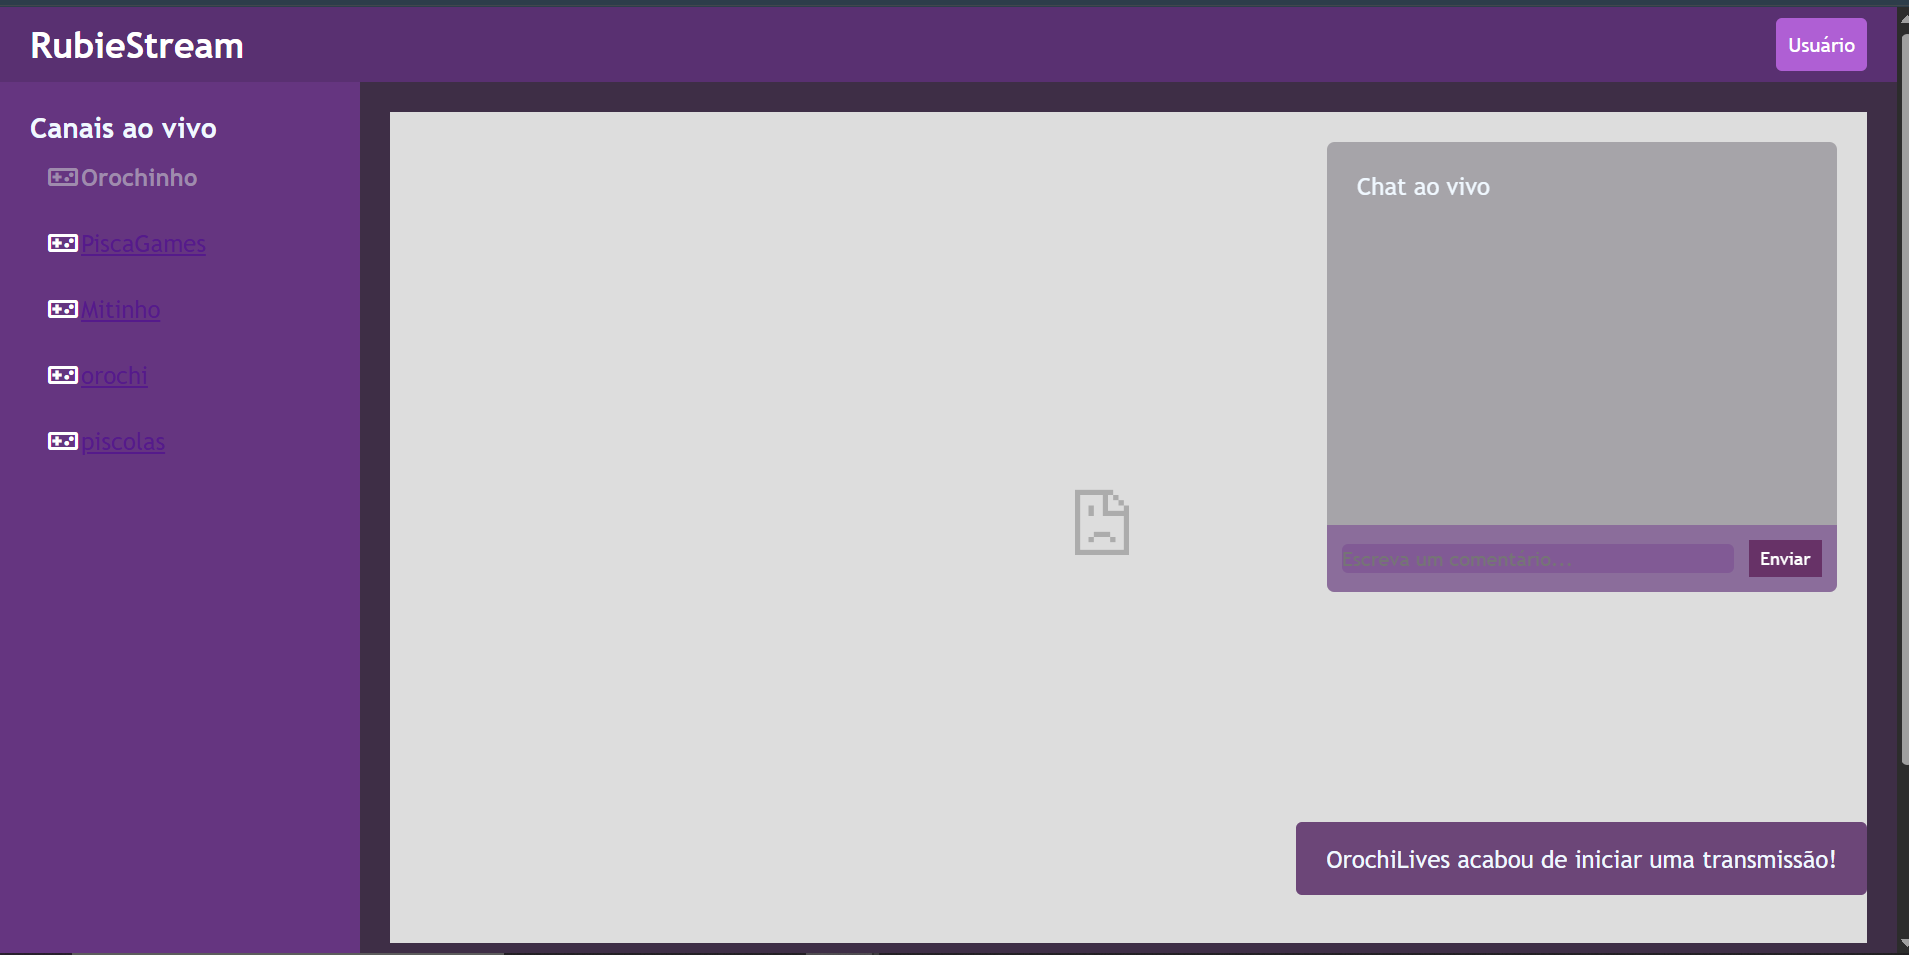 RubieStream
Usuário
Canais ao vivo
Orochinho
PiscaGames
Mitinho
orochi
piscolas
Chat ao vivo
Escreva um comentário...
Enviar
OrochiLives acabou de iniciar uma transmissão!